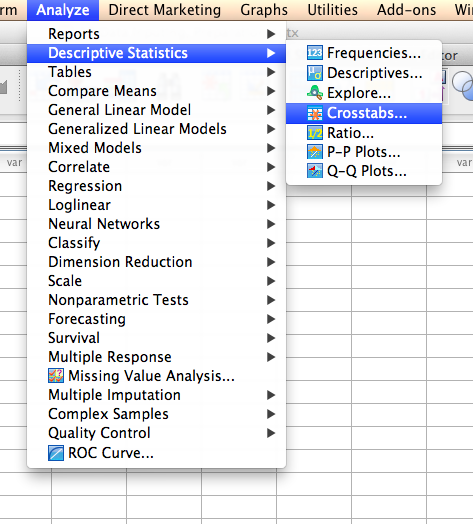 rm Analyze Direct Marketing Graphs Utilities Add-ons Wi
tx
Reports
Descriptive Statistics
Tables
Compare Means
General Linear Model
Generalized Linear Models
Mixed Models
Correlate
Regression
Loglinear
Neural Networks
Classify
Dimension Reduction
Scale
Nonparametric Tests
Forecasting
Survival
Multiple Response
Missing Value Analysis...
Multiple Imputation
Complex Samples
Quality Control
ROC Curve...
Frequencies...
Descriptives...
Explore...
Crosstabs...
Ratio...
P-P Plots...
Q-Q Plots...
tor
var
var